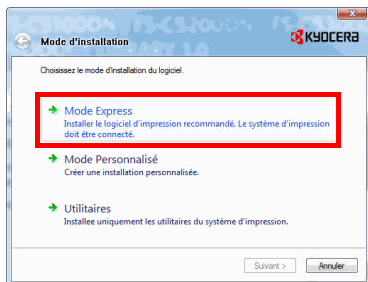 Mode d'installation
KYOCERA
Choisissez le mode d'installation du logiciel.
Mode Express
Installer le logiciel d'impression recommandé. Le système d'impression
doit être connecté.
Mode Personnalisé
Créer une installation personnalisée.
Utilitaires
Installee uniquement les utilitaires du système d'impression.
Suivant >
Annuler